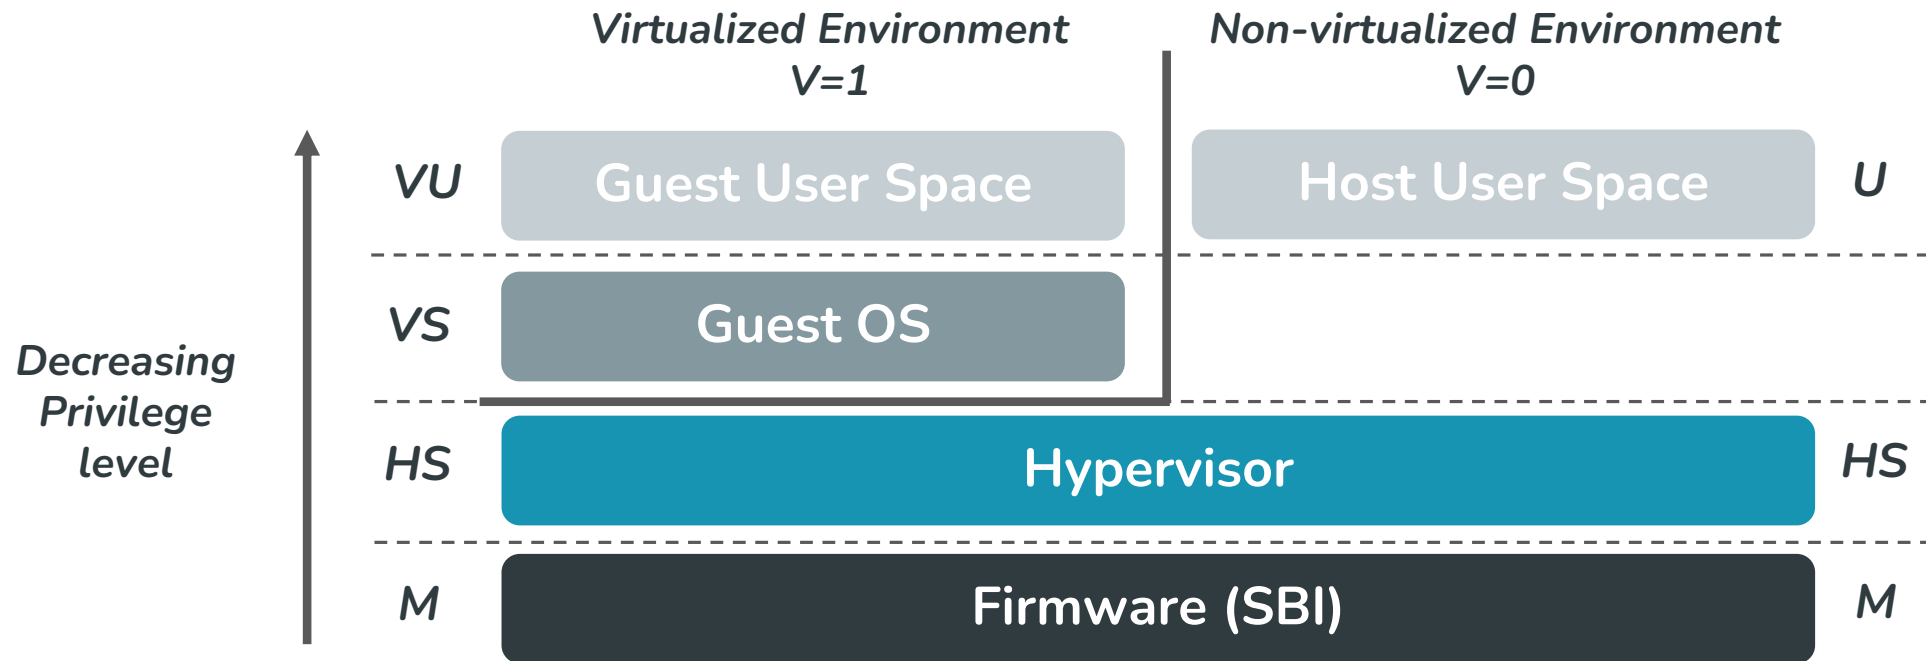 Virtualized Environment
V=1
Non-virtualized Environment
V=0
VU
Guest User Space
Host User Space
U
VS
Guest OS
Decreasing
Privilege
level
HS
Hypervisor
HS
M
Firmware (SBI)
M